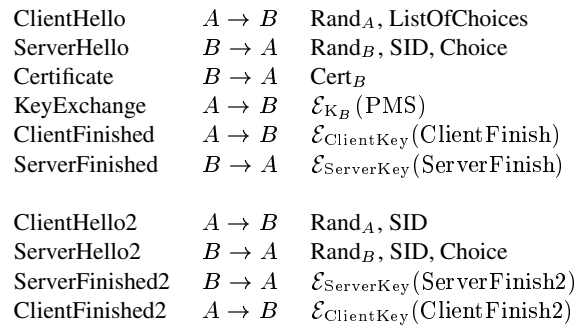 ClientHello A → B Rand_A, ListOfChoices
ServerHello B → A Rand_B, SID, Choice
Certificate B → A Cert_B
KeyExchange A → B ℰ_{K_B}(PMS)
ClientFinished A → B ℰ_{ClientKey}(ClientFinish)
ServerFinished B → A ℰ_{ServerKey}(ServerFinish)
ClientHello2 A → B Rand_A, SID
ServerHello2 B → A Rand_B, SID, Choice
ServerFinished2 B → A ℰ_{ServerKey}(ServerFinish2)
ClientFinished2 A → B ℰ_{ClientKey}(ClientFinish2)